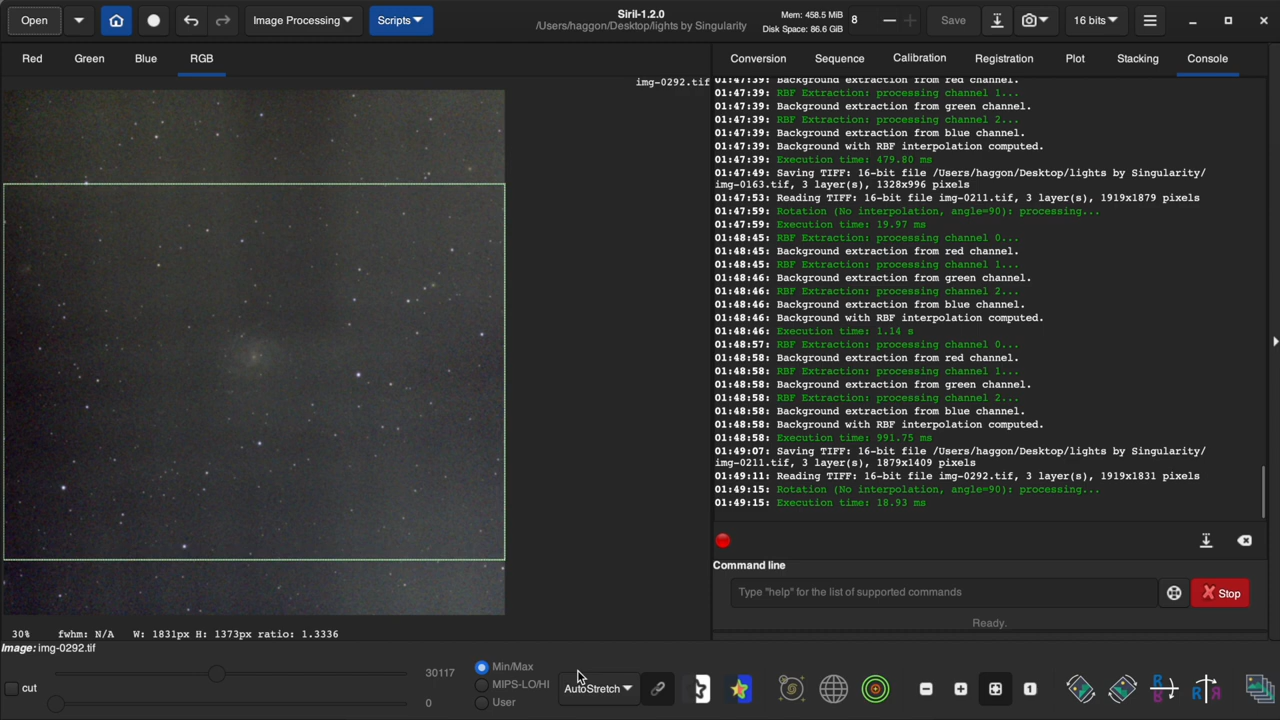 Open
Image Processing
Scripts
Siril-1.2.0
/Users/haggon/Desktop/lights by Singularity
Mem: 458.5 MiB
Disk Space: 86.6 GiB
8
Save
16 bits
Red Green Blue RGB
Conversion Sequence Calibration Registration Plot Stacking Console
img-0292.tif
01:47:39: Background extraction from red channel.
01:47:39: RBF Extraction: processing channel 1...
01:47:39: Background extraction from green channel.
01:47:39: RBF Extraction: processing channel 2...
01:47:39: Background extraction from blue channel.
01:47:39: Background with RBF interpolation computed.
01:47:39: Execution time: 479.80 ms
01:47:49: Saving TIFF: 16-bit file /Users/haggon/Desktop/lights by Singularity/
img-0163.tif, 3 layer(s), 1328x996 pixels
01:47:53: Reading TIFF: 16-bit file img-0211.tif, 3 layer(s), 1919x1879 pixels
01:47:59: Rotation (No interpolation, angle=90): processing...
01:47:59: Execution time: 19.97 ms
01:48:45: RBF Extraction: processing channel 0...
01:48:45: Background extraction from red channel.
01:48:45: RBF Extraction: processing channel 1...
01:48:46: Background extraction from green channel.
01:48:46: RBF Extraction: processing channel 2...
01:48:46: Background extraction from blue channel.
01:48:46: Background with RBF interpolation computed.
01:48:46: Execution time: 1.14 s
01:48:57: RBF Extraction: processing channel 0...
01:48:58: Background extraction from red channel.
01:48:58: RBF Extraction: processing channel 1...
01:48:58: Background extraction from green channel.
01:48:58: RBF Extraction: processing channel 2...
01:48:58: Background extraction from blue channel.
01:48:58: Background with RBF interpolation computed.
01:48:58: Execution time: 991.75 ms
01:49:07: Saving TIFF: 16-bit file /Users/haggon/Desktop/lights by Singularity/
img-0211.tif, 3 layer(s), 1879x1409 pixels
01:49:11: Reading TIFF: 16-bit file img-0292.tif, 3 layer(s), 1919x1831 pixels
01:49:15: Rotation (No interpolation, angle=90): processing...
01:49:15: Execution time: 18.93 ms
Command line
Type "help" for the list of supported commands
Stop
Ready.
30% fwhm: N/A W: 1831px H: 1373px ratio: 1.3336
Image: img-0292.tif
cut
30117
0
Min/Max
MIPS-LO/HI
User
AutoStretch
1
R
R
R R